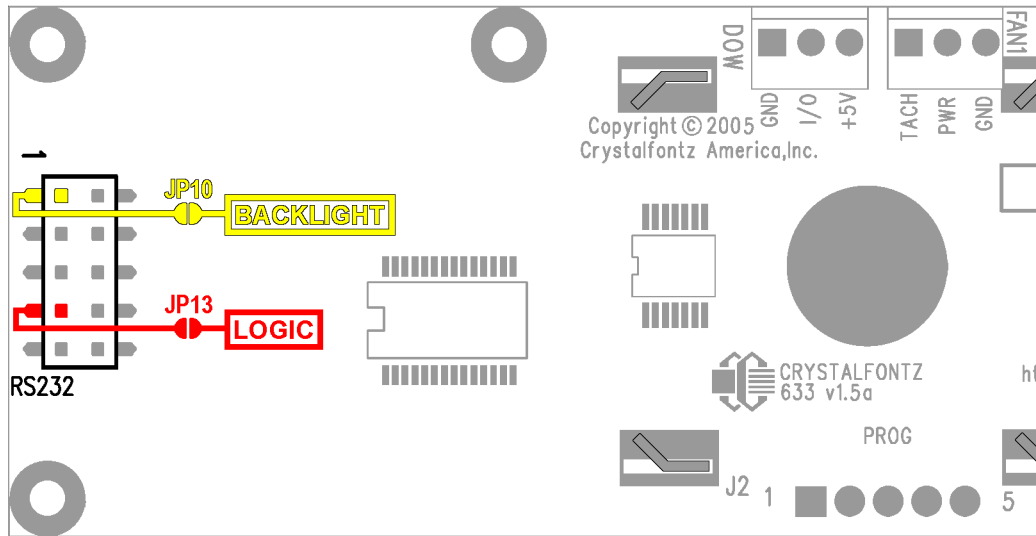 DOW
GND
I/O
+5V
FAN1
TACH
PWR
GND
Copyright © 2005
Crystalfontz America,Inc.
1
JP10
BACKLIGHT
JP13
LOGIC
RS232
CRYSTALFONTZ
633 v1.5a
ht
PROG
J2
1
5